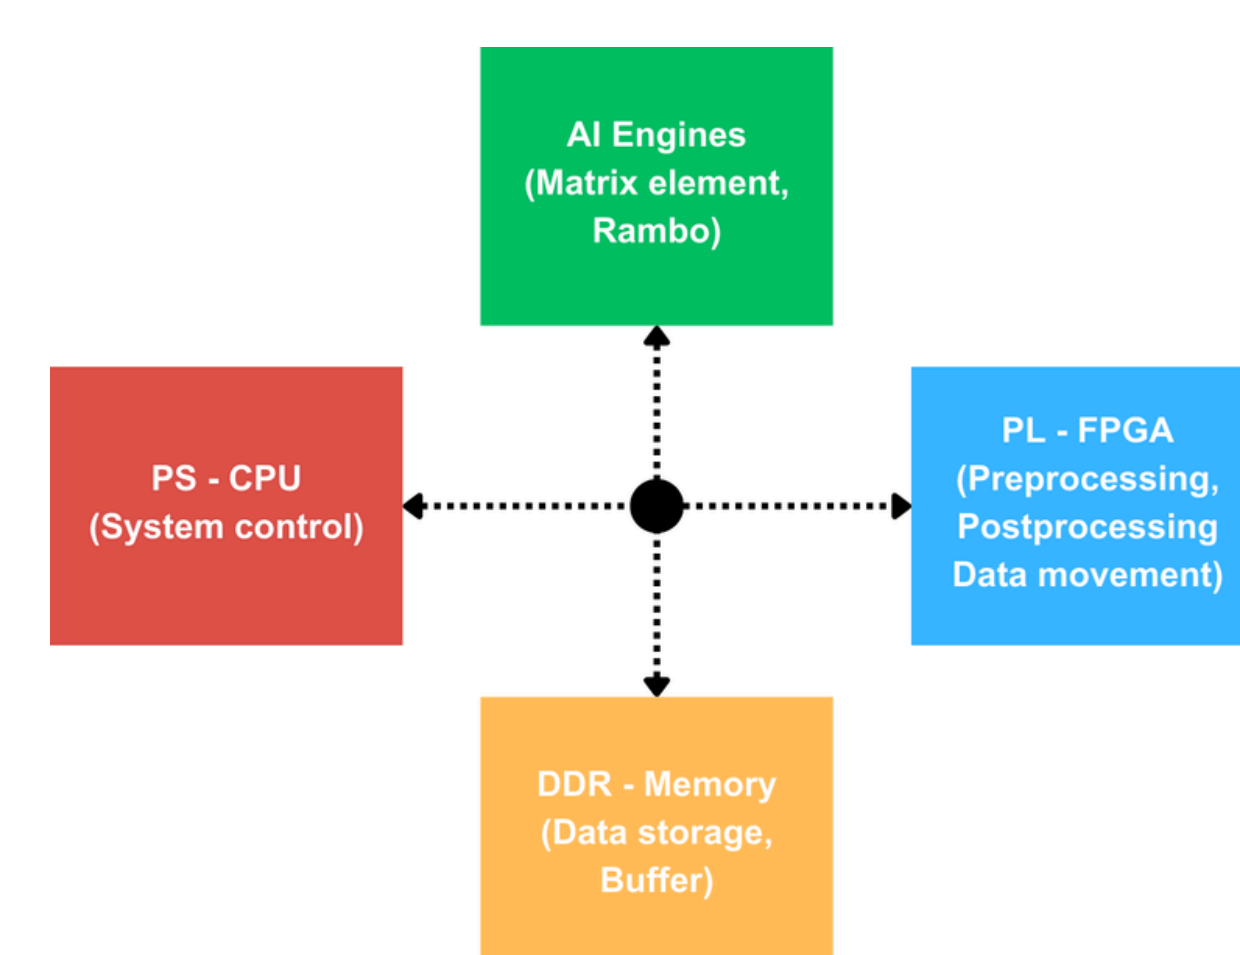 AI Engines
(Matrix element,
Rambo)
PS - CPU
(System control)
PL - FPGA
(Preprocessing,
Postprocessing
Data movement)
DDR - Memory
(Data storage,
Buffer)